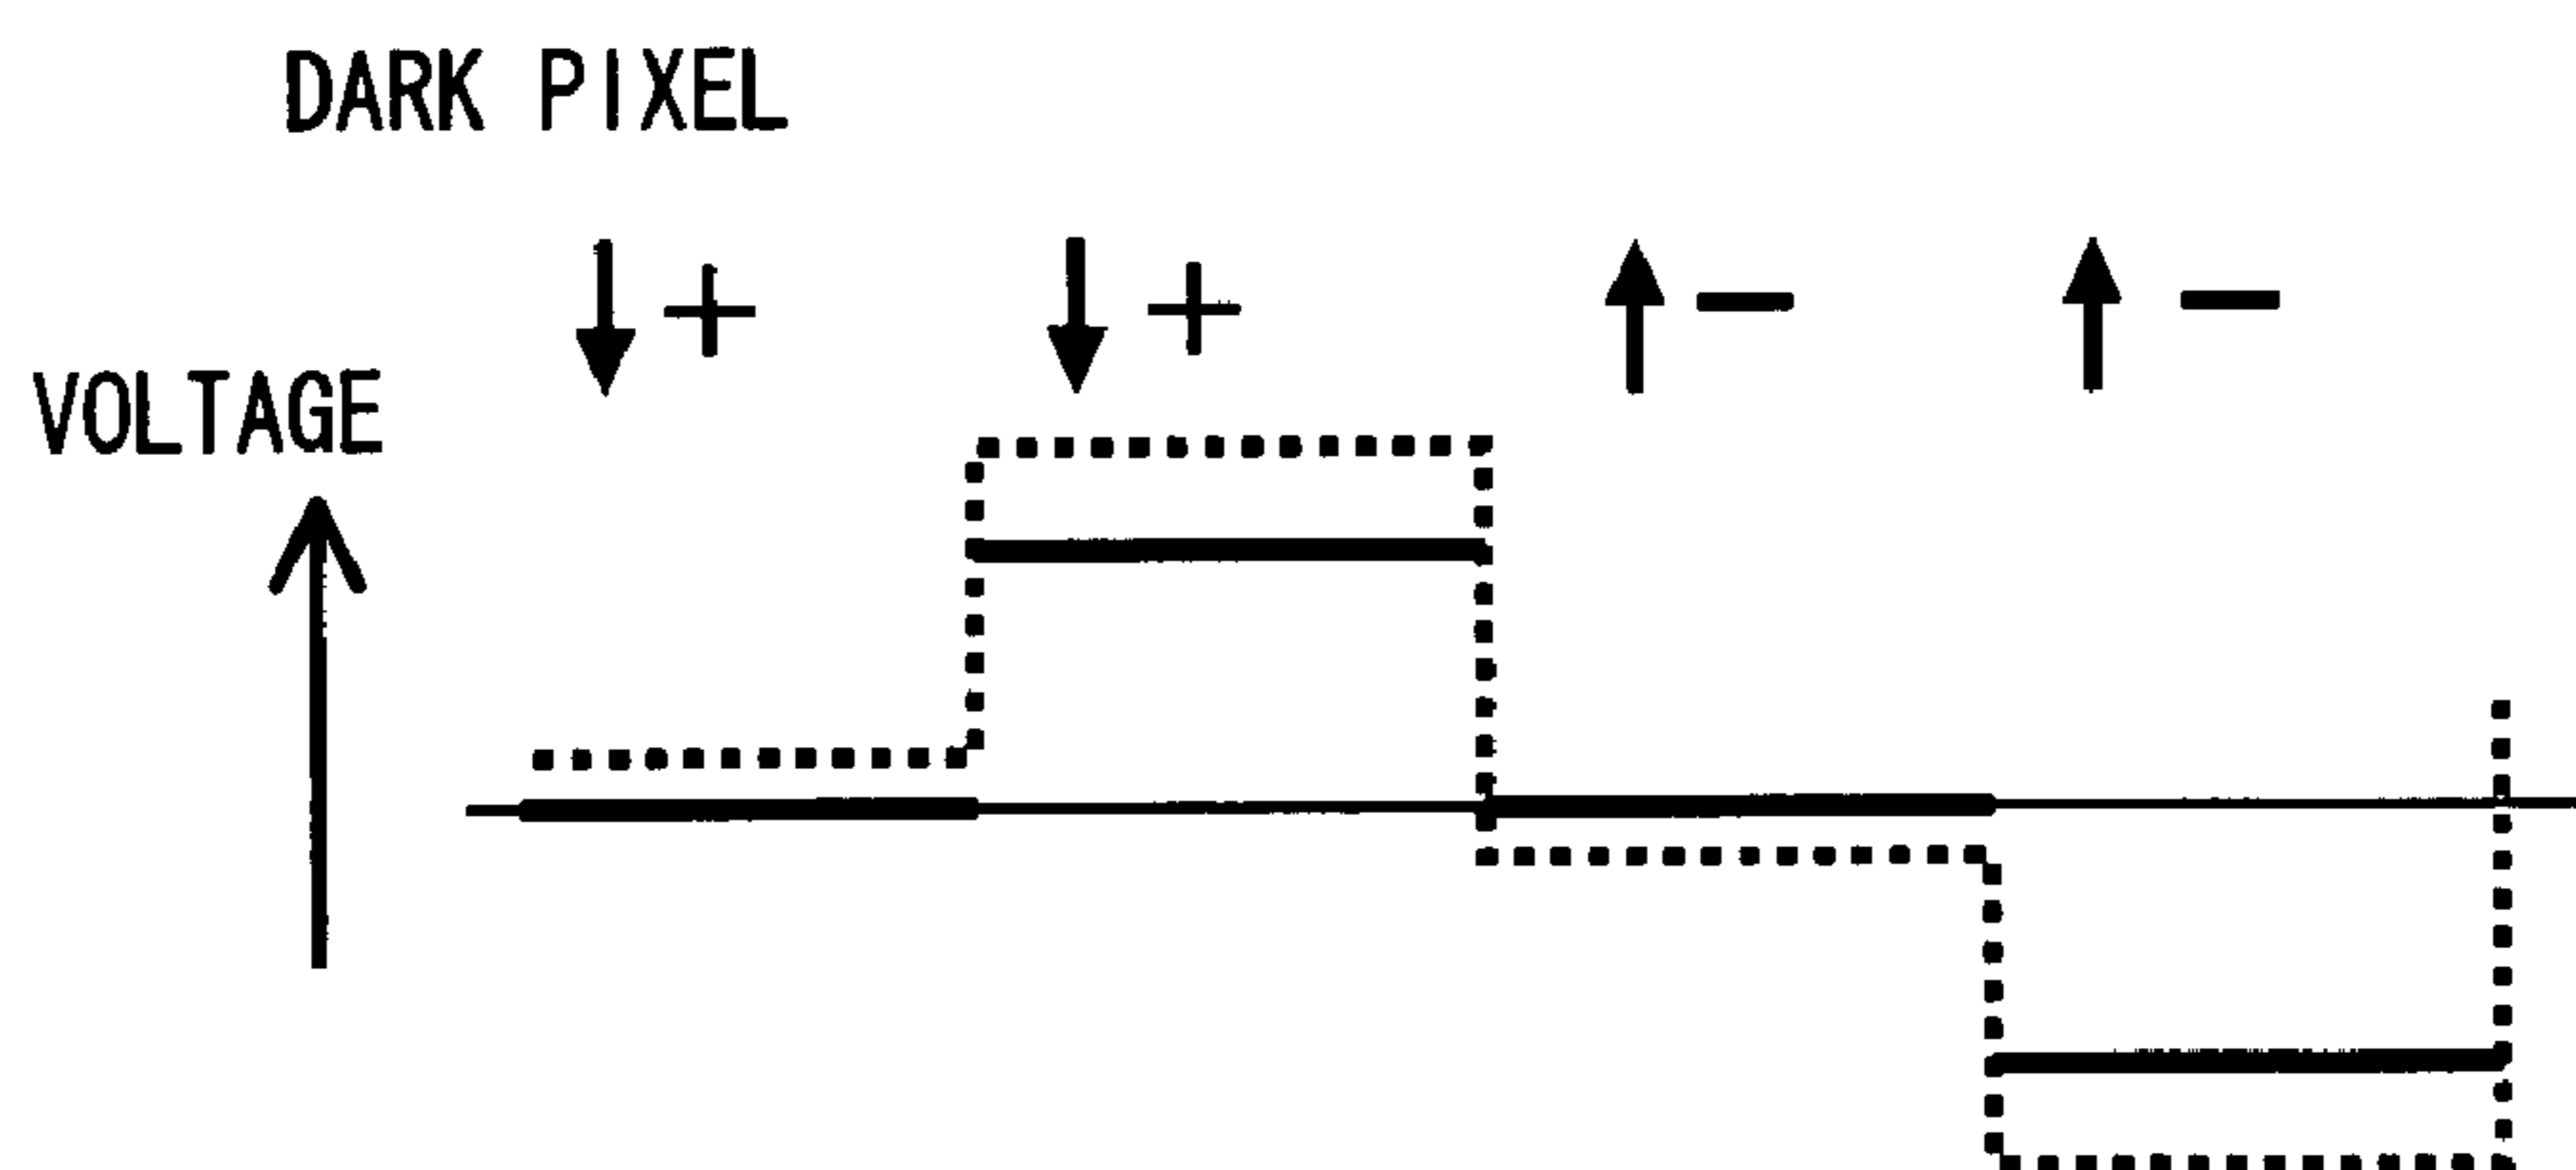 DARK PIXEL
+ + − −
VOLTAGE